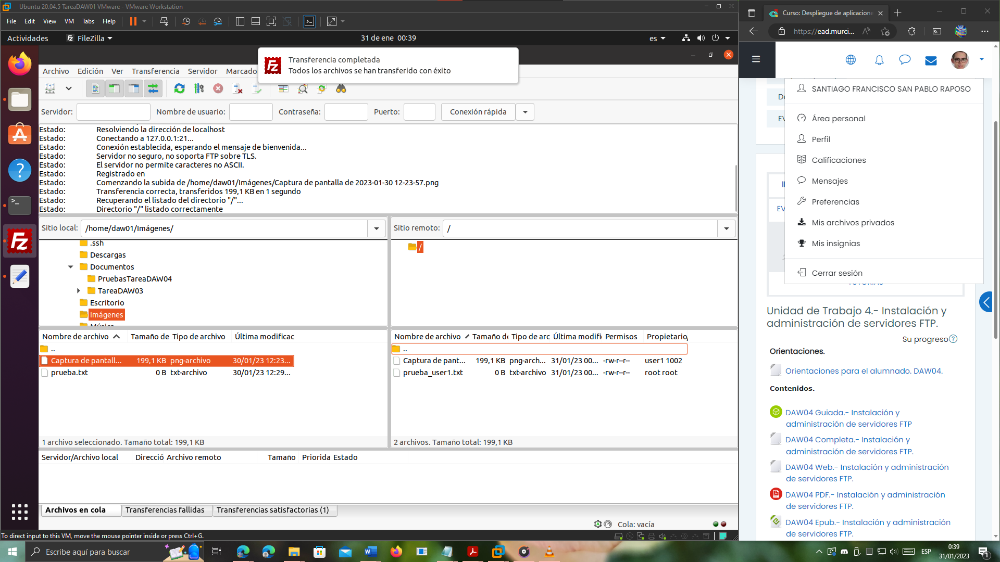 Ubuntu 20.04.5 TareaDAW01 VMware - VMware Workstation
File Edit View VM Tabs Help
Actividades FileZilla 31 de ene 00:39 es
Transferencia completada
Todos los archivos se han transferido con éxito
Archivo Edición Ver Transferencia Servidor Marcado
Servidor: Nombre de usuario: Contraseña: Puerto: Conexión rápida
Estado: Resolviendo la dirección de localhost
Estado: Conectando a 127.0.0.1:21...
Estado: Conexión establecida, esperando el mensaje de bienvenida...
Estado: Servidor no seguro, no soporta FTP sobre TLS.
Estado: El servidor no permite caracteres no ASCII.
Estado: Registrado en
Estado: Comenzando la subida de /home/daw01/Imágenes/Captura de pantalla de 2023-01-30 12-23-57.png
Estado: Transferencia correcta, transferidos 199,1 KB en 1 segundo
Estado: Recuperando el listado del directorio "/"...
Estado: Directorio "/" listado correctamente
Sitio local: /home/daw01/Imágenes/
.ssh
Descargas
Documentos
PruebasTareaDAW04
TareaDAW03
Escritorio
Imágenes
Música
Sitio remoto: /
/
Nombre de archivo Tamaño de Tipo de archivo Última modificac
..
Captura de pantall... 199,1 KB png-archivo 30/01/23 12:23...
prueba.txt 0 B txt-archivo 30/01/23 12:29...
1 archivo seleccionado. Tamaño total: 199,1 KB
Nombre de archivo Tamaño de Tipo de arc Última modifi Permisos Propietario/
..
Captura de pant... 199,1 KB png-arch... 31/01/23 00... -rw-r--r-- user1 1002
prueba_user1.txt 0 B txt-archivo 31/01/23 00... -rw-r--r-- root root
2 archivos. Tamaño total: 199,1 KB
Servidor/Archivo local Direcció Archivo remoto Tamaño Priorida Estado
Archivos en cola Transferencias fallidas Transferencias satisfactorias (1)
Cola: vacía
To direct input to this VM, move the mouse pointer inside or press Ctrl+G.
Curso: Despliegue de aplicacione
https://ead.murci...
SANTIAGO FRANCISCO SAN PABLO RAPOSO
Área personal
Perfil
Calificaciones
Mensajes
Preferencias
Mis archivos privados
Mis insignias
Cerrar sesión
EV
EV
Unidad de Trabajo 4.- Instalación y
administración de servidores FTP.
Su progreso
Orientaciones.
Orientaciones para el alumnado. DAW04.
Contenidos.
DAW04 Guiada.- Instalación y
administración de servidores FTP
DAW04 Completa.- Instalación y
administración de servidores FTP.
DAW04 Web.- Instalación y administración
de servidores FTP.
DAW04 PDF.- Instalación y administración
de servidores FTP.
DAW04 Epub.- Instalación y administración
de servidores FTP.
Escribe aquí para buscar
ESP
0:39
31/01/2023
1